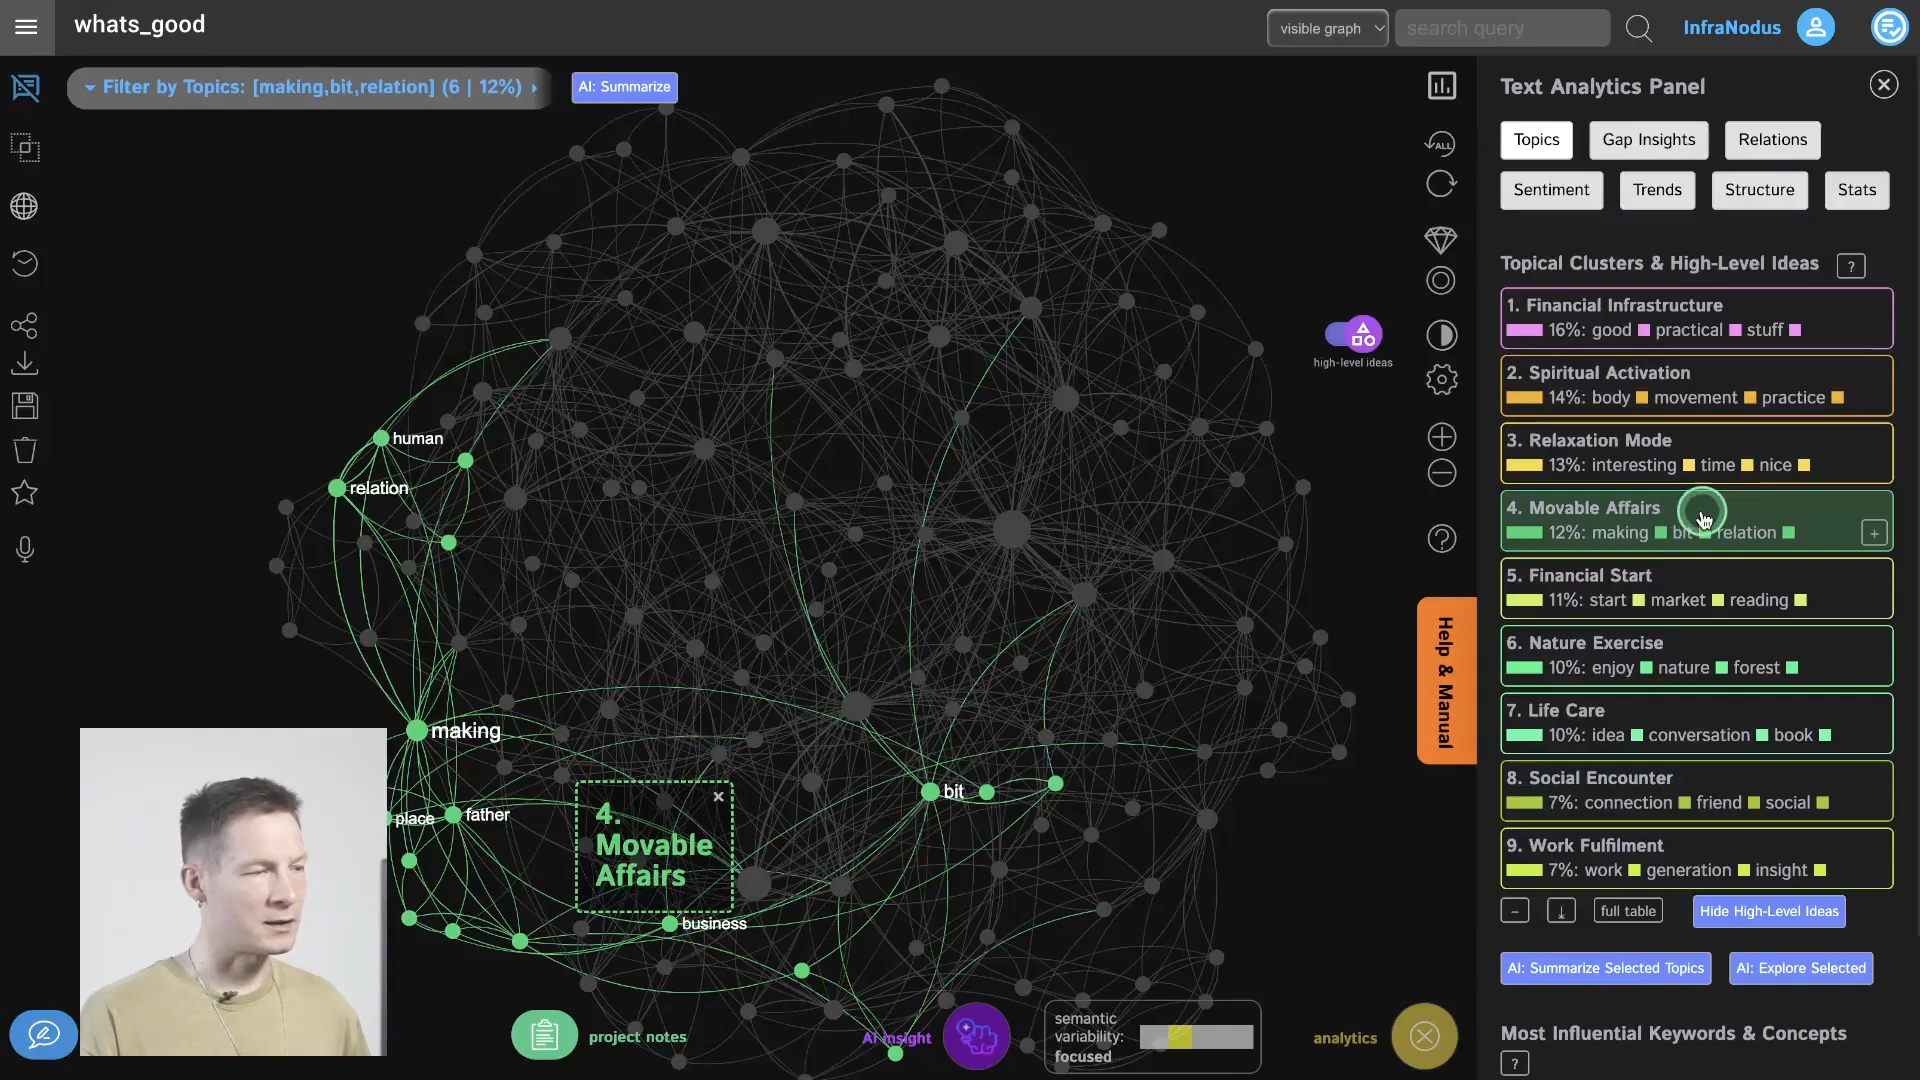 whats_good
visible graph
search query
InfraNodus
Filter by Topics: [making,bit,relation] (6 | 12%)
AI: Summarize
ALL
high-level ideas
human
relation
making
place
father
bit
business
4.
Movable
Affairs
Help & Manual
project notes
AI insight
semantic
variability:
focused
analytics
Text Analytics Panel
Topics
Gap Insights
Relations
Sentiment
Trends
Structure
Stats
Topical Clusters & High-Level Ideas ?
1. Financial Infrastructure
16%: good practical stuff
2. Spiritual Activation
14%: body movement practice
3. Relaxation Mode
13%: interesting time nice
4. Movable Affairs
12%: making bit relation
5. Financial Start
11%: start market reading
6. Nature Exercise
10%: enjoy nature forest
7. Life Care
10%: idea conversation book
8. Social Encounter
7%: connection friend social
9. Work Fulfilment
7%: work generation insight
full table
Hide High-Level Ideas
AI: Summarize Selected Topics
AI: Explore Selected
Most Influential Keywords & Concepts
?